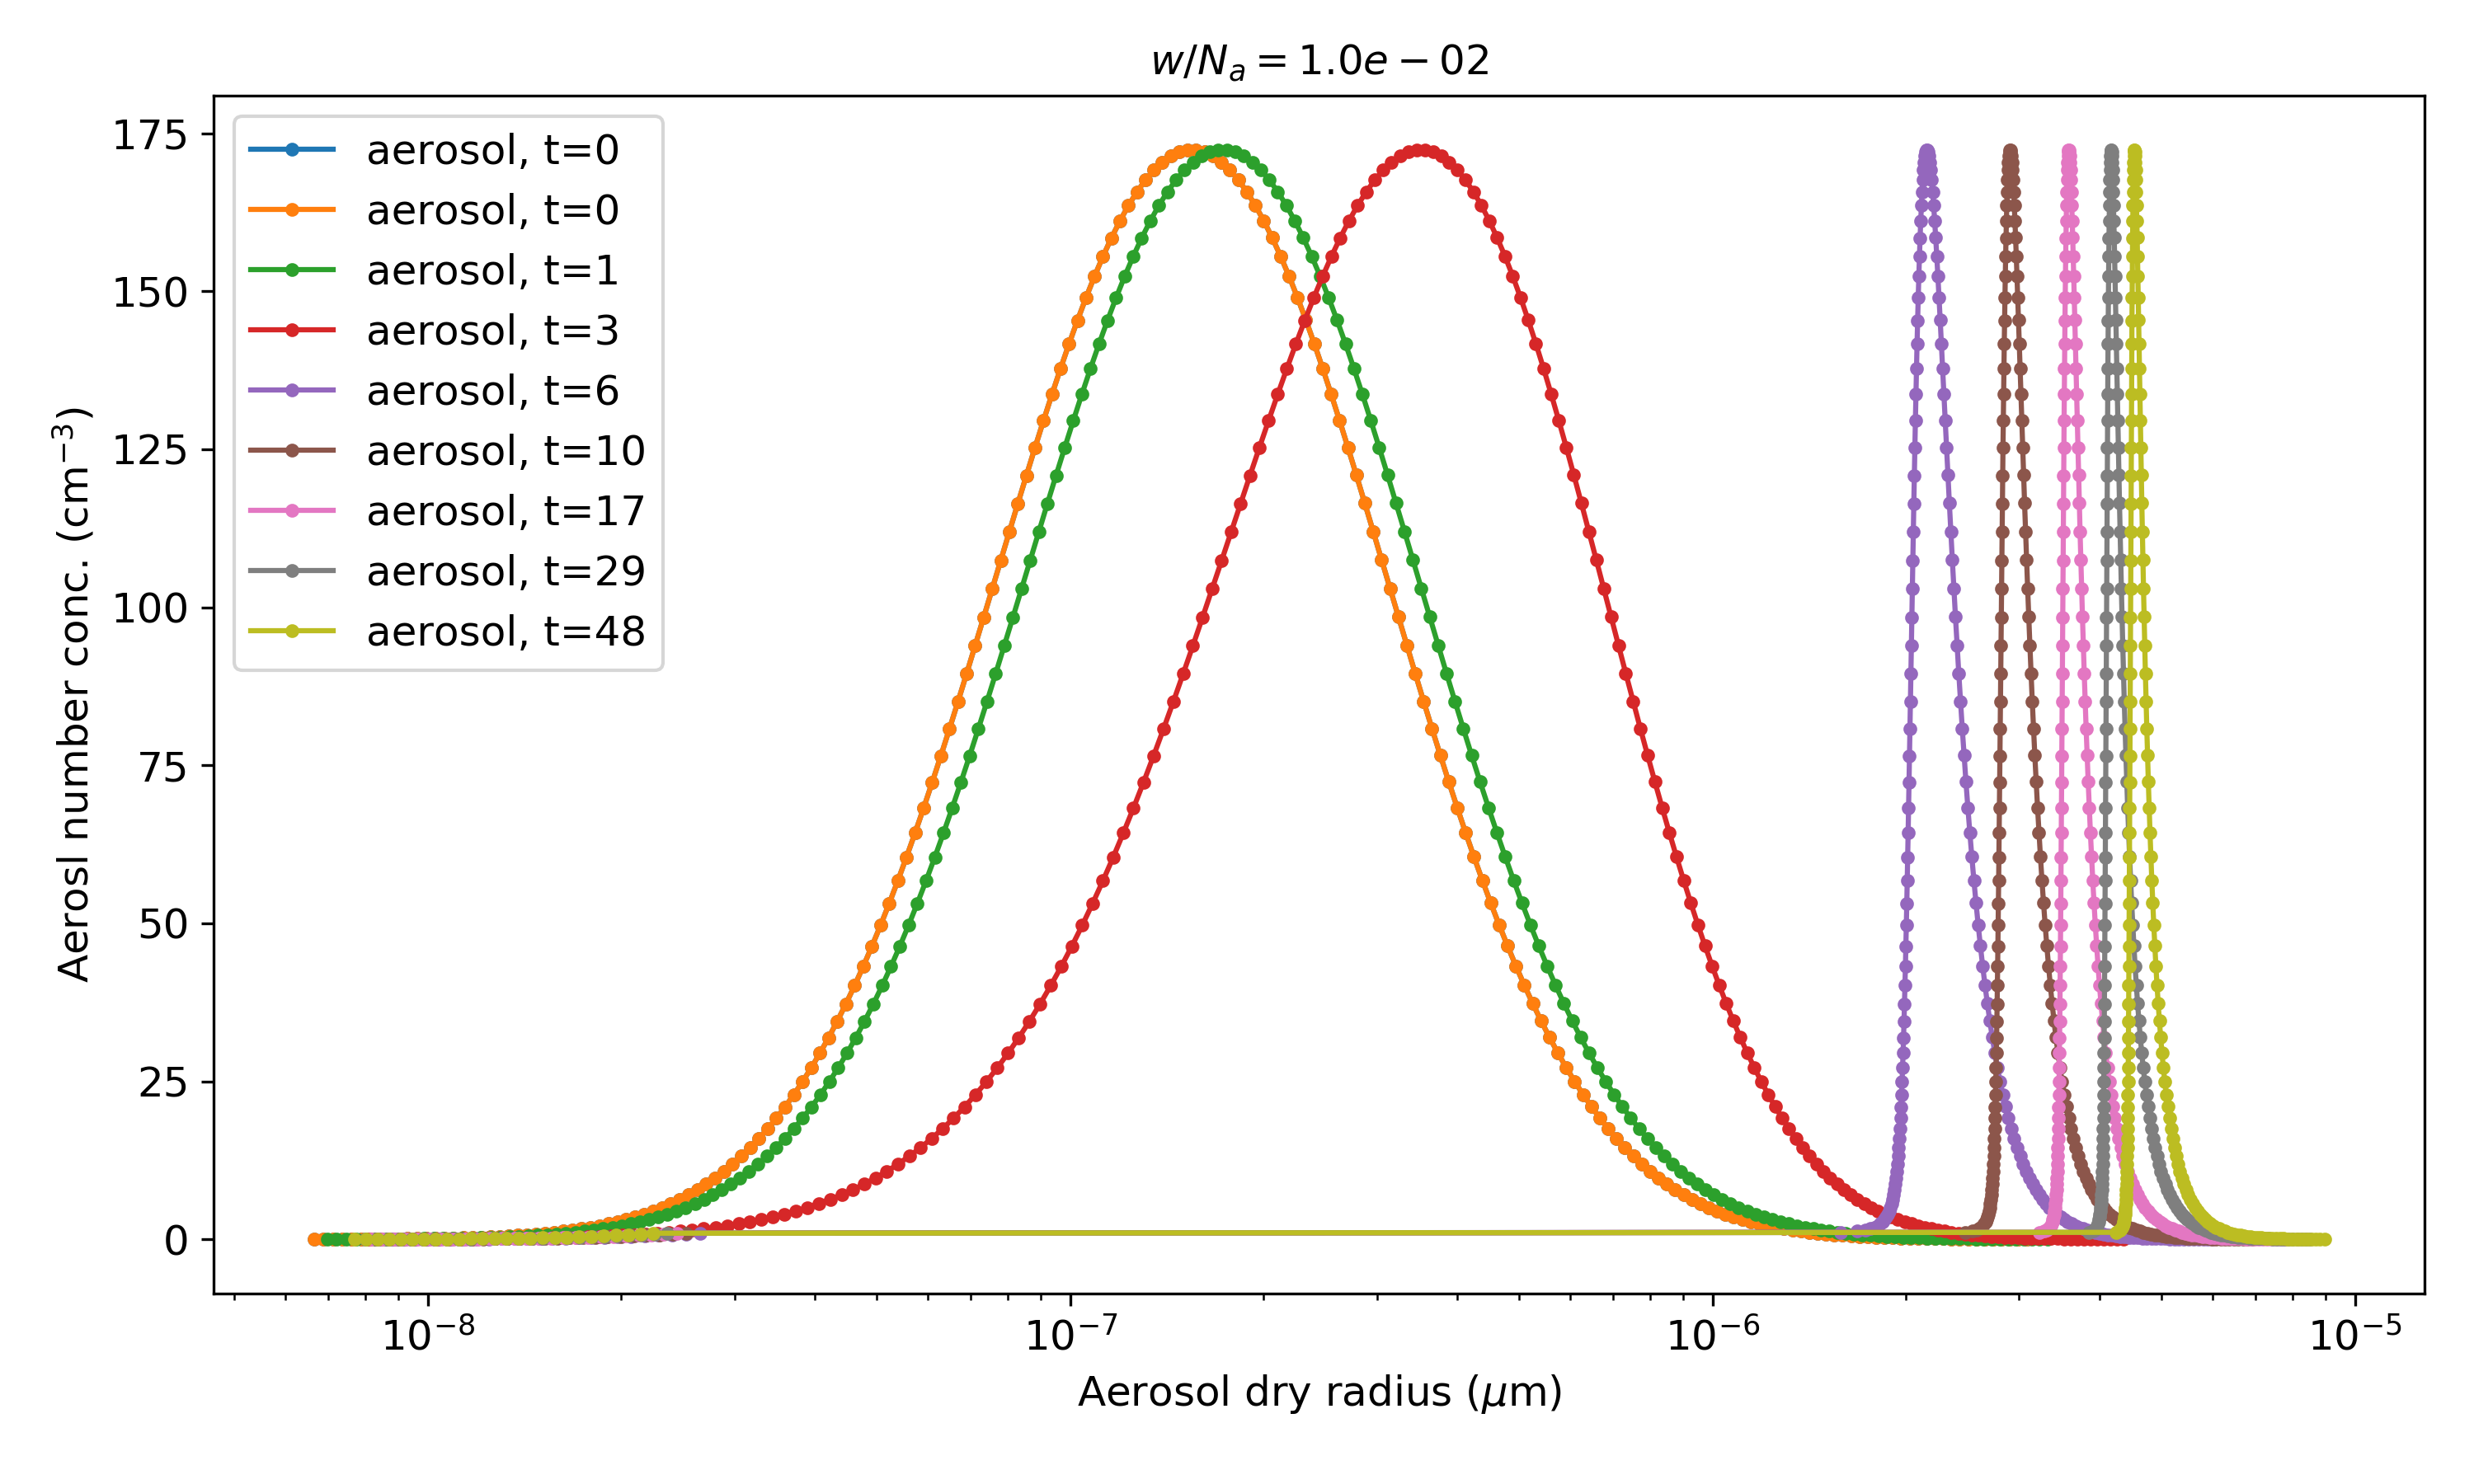 w/Nₐ = 1.0e − 02
175
150
125
100
75
50
25
0
Aerosl number conc. (cm⁻³)
aerosol, t=0
aerosol, t=0
aerosol, t=1
aerosol, t=3
aerosol, t=6
aerosol, t=10
aerosol, t=17
aerosol, t=29
aerosol, t=48
10⁻⁸ 10⁻⁷ 10⁻⁶ 10⁻⁵
Aerosol dry radius (μm)